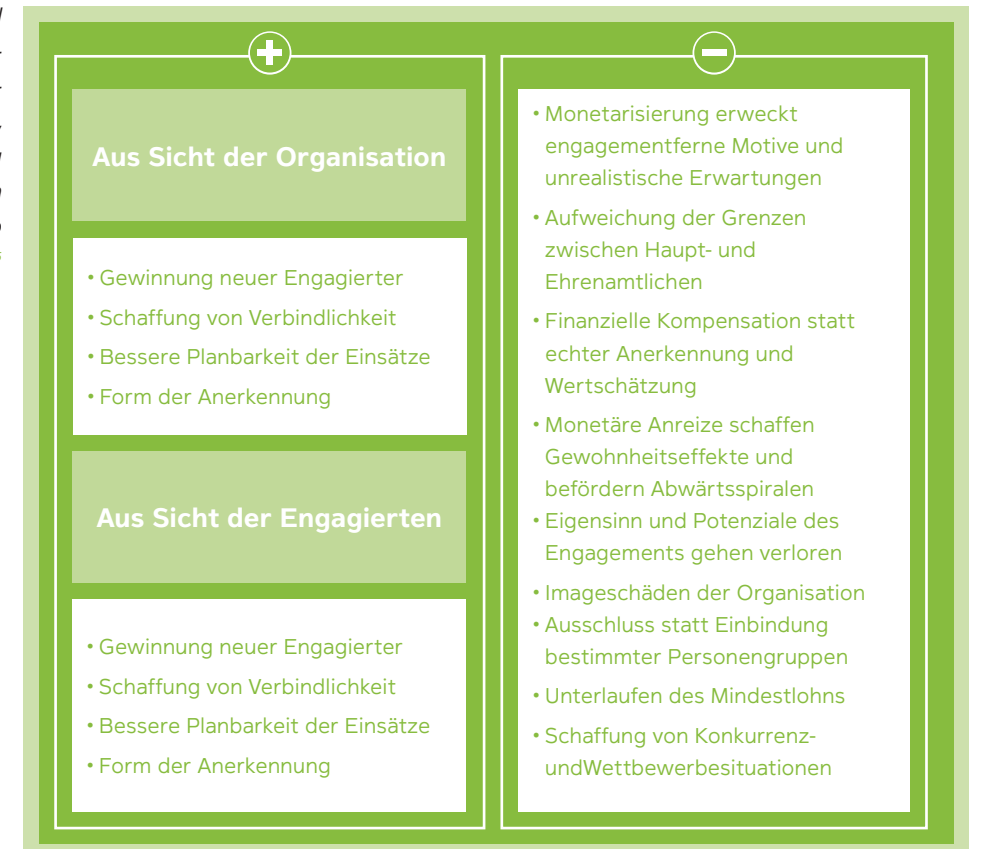 Aus Sicht der Organisation
• Gewinnung neuer Engagierter
• Schaffung von Verbindlichkeit
• Bessere Planbarkeit der Einsätze
• Form der Anerkennung
Aus Sicht der Engagierten
• Gewinnung neuer Engagierter
• Schaffung von Verbindlichkeit
• Bessere Planbarkeit der Einsätze
• Form der Anerkennung
• Monetarisierung erweckt
engagementferne Motive und
unrealistische Erwartungen
• Aufweichung der Grenzen
zwischen Haupt- und
Ehrenamtlichen
• Finanzielle Kompensation statt
echter Anerkennung und
Wertschätzung
• Monetäre Anreize schaffen
Gewohnheitseffekte und
befördern Abwärtsspiralen
• Eigensinn und Potenziale des
Engagements gehen verloren
• Imageschäden der Organisation
• Ausschluss statt Einbindung
bestimmter Personengruppen
• Unterlaufen des Mindestlohns
• Schaffung von Konkurrenz-
undWettbewerbesituationen